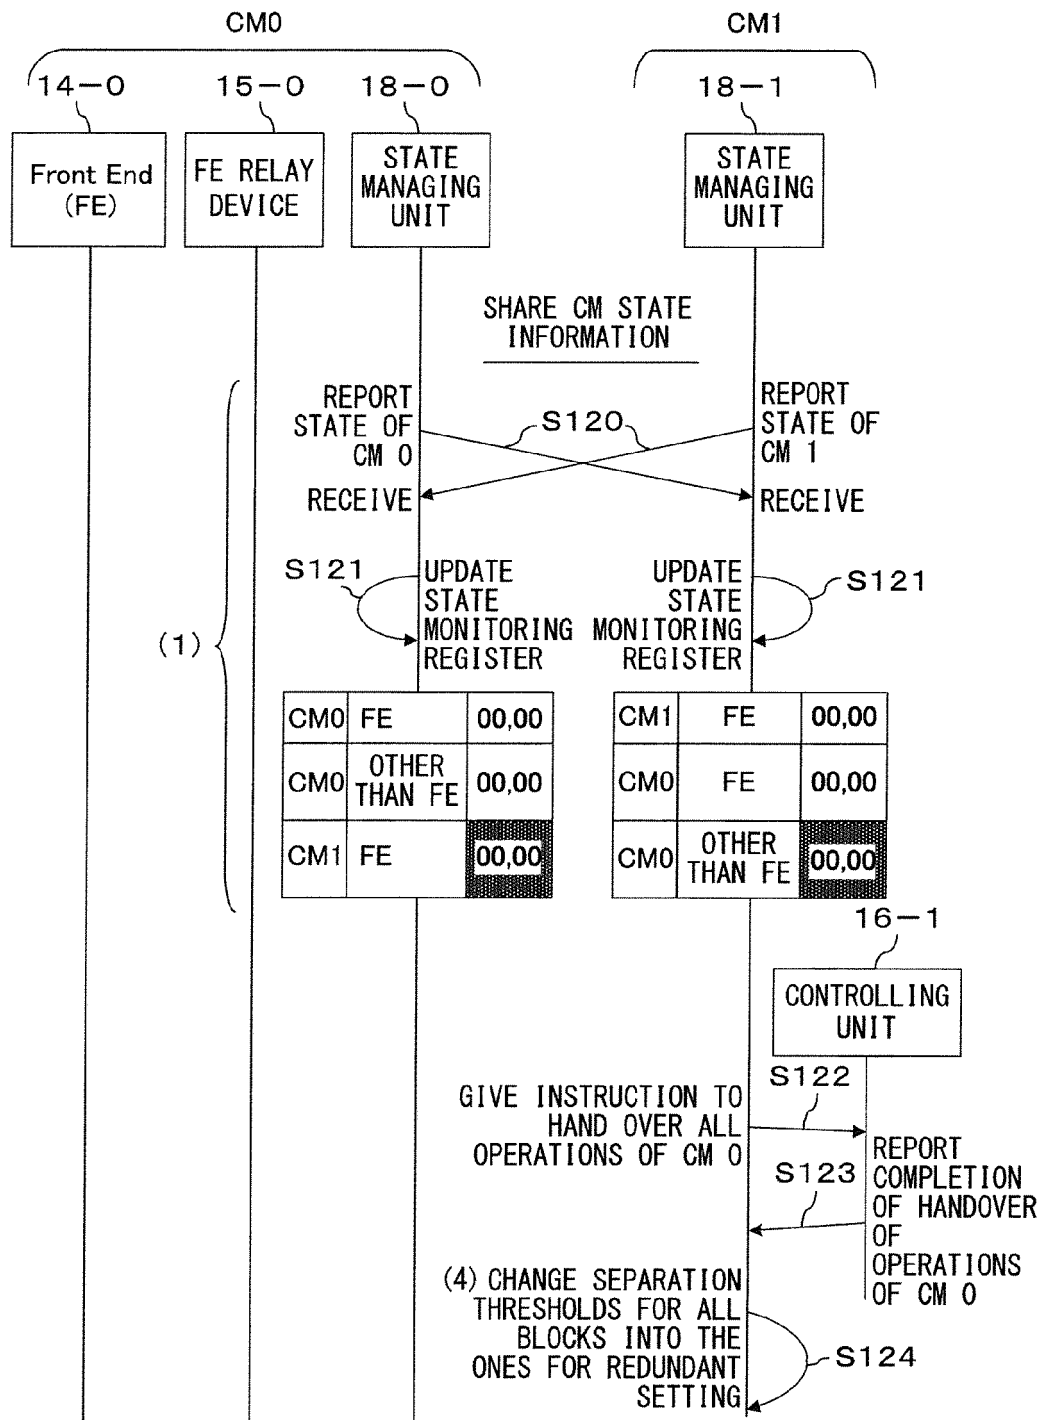 CM0
CM1
14-0
15-0
18-0
18-1
Front End
(FE)
FE RELAY
DEVICE
STATE
MANAGING
UNIT
STATE
MANAGING
UNIT
SHARE CM STATE
INFORMATION
REPORT
STATE OF
CM 0
S120
REPORT
STATE OF
CM 1
RECEIVE
RECEIVE
S121
UPDATE
STATE
MONITORING
REGISTER
UPDATE
STATE
MONITORING
REGISTER
S121
(1)
CM0 FE 00,00
CM0 OTHER
THAN FE 00,00
CM1 FE 00,00
CM1 FE 00,00
CM0 FE 00,00
CM0 OTHER
THAN FE 00,00
16-1
CONTROLLING
UNIT
GIVE INSTRUCTION TO
HAND OVER ALL
OPERATIONS OF CM 0
S122
S123
REPORT
COMPLETION
OF HANDOVER
OF
OPERATIONS
OF CM 0
(4) CHANGE SEPARATION
THRESHOLDS FOR ALL
BLOCKS INTO THE
ONES FOR REDUNDANT
SETTING
S124